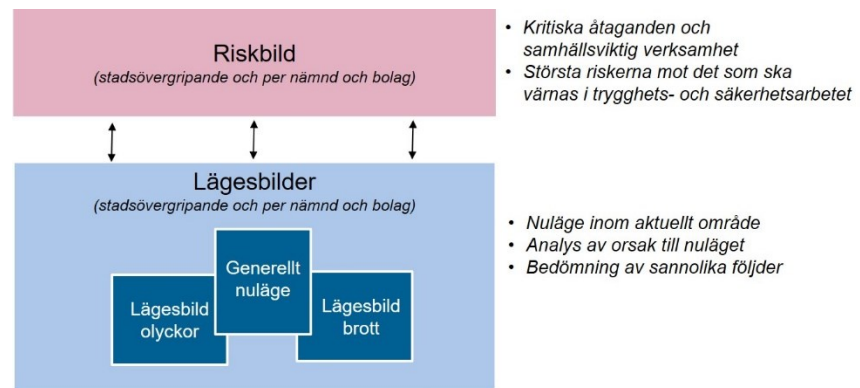 Riskbild
(stadsövergripande och per nämnd och bolag)
• Kritiska åtaganden och
samhällsviktig verksamhet
• Största riskerna mot det som ska
värnas i trygghets- och säkerhetsarbetet
Lägesbilder
(stadsövergripande och per nämnd och bolag)
Generellt
nuläge
Lägesbild
olyckor
Lägesbild
brott
• Nuläge inom aktuellt område
• Analys av orsak till nuläget
• Bedömning av sannolika följder